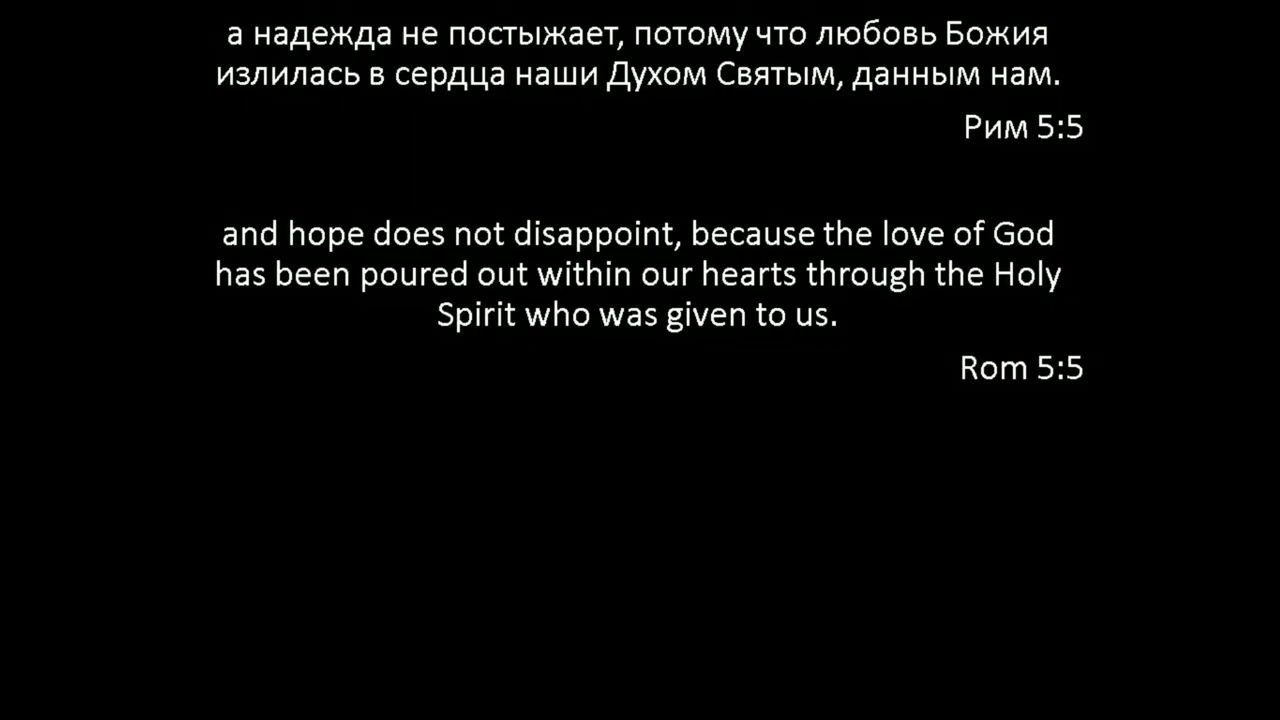 а надежда не постыжает, потому что любовь Божия
излилась в сердца наши Духом Святым, данным нам.
Рим 5:5
and hope does not disappoint, because the love of God
has been poured out within our hearts through the Holy
Spirit who was given to us.
Rom 5:5